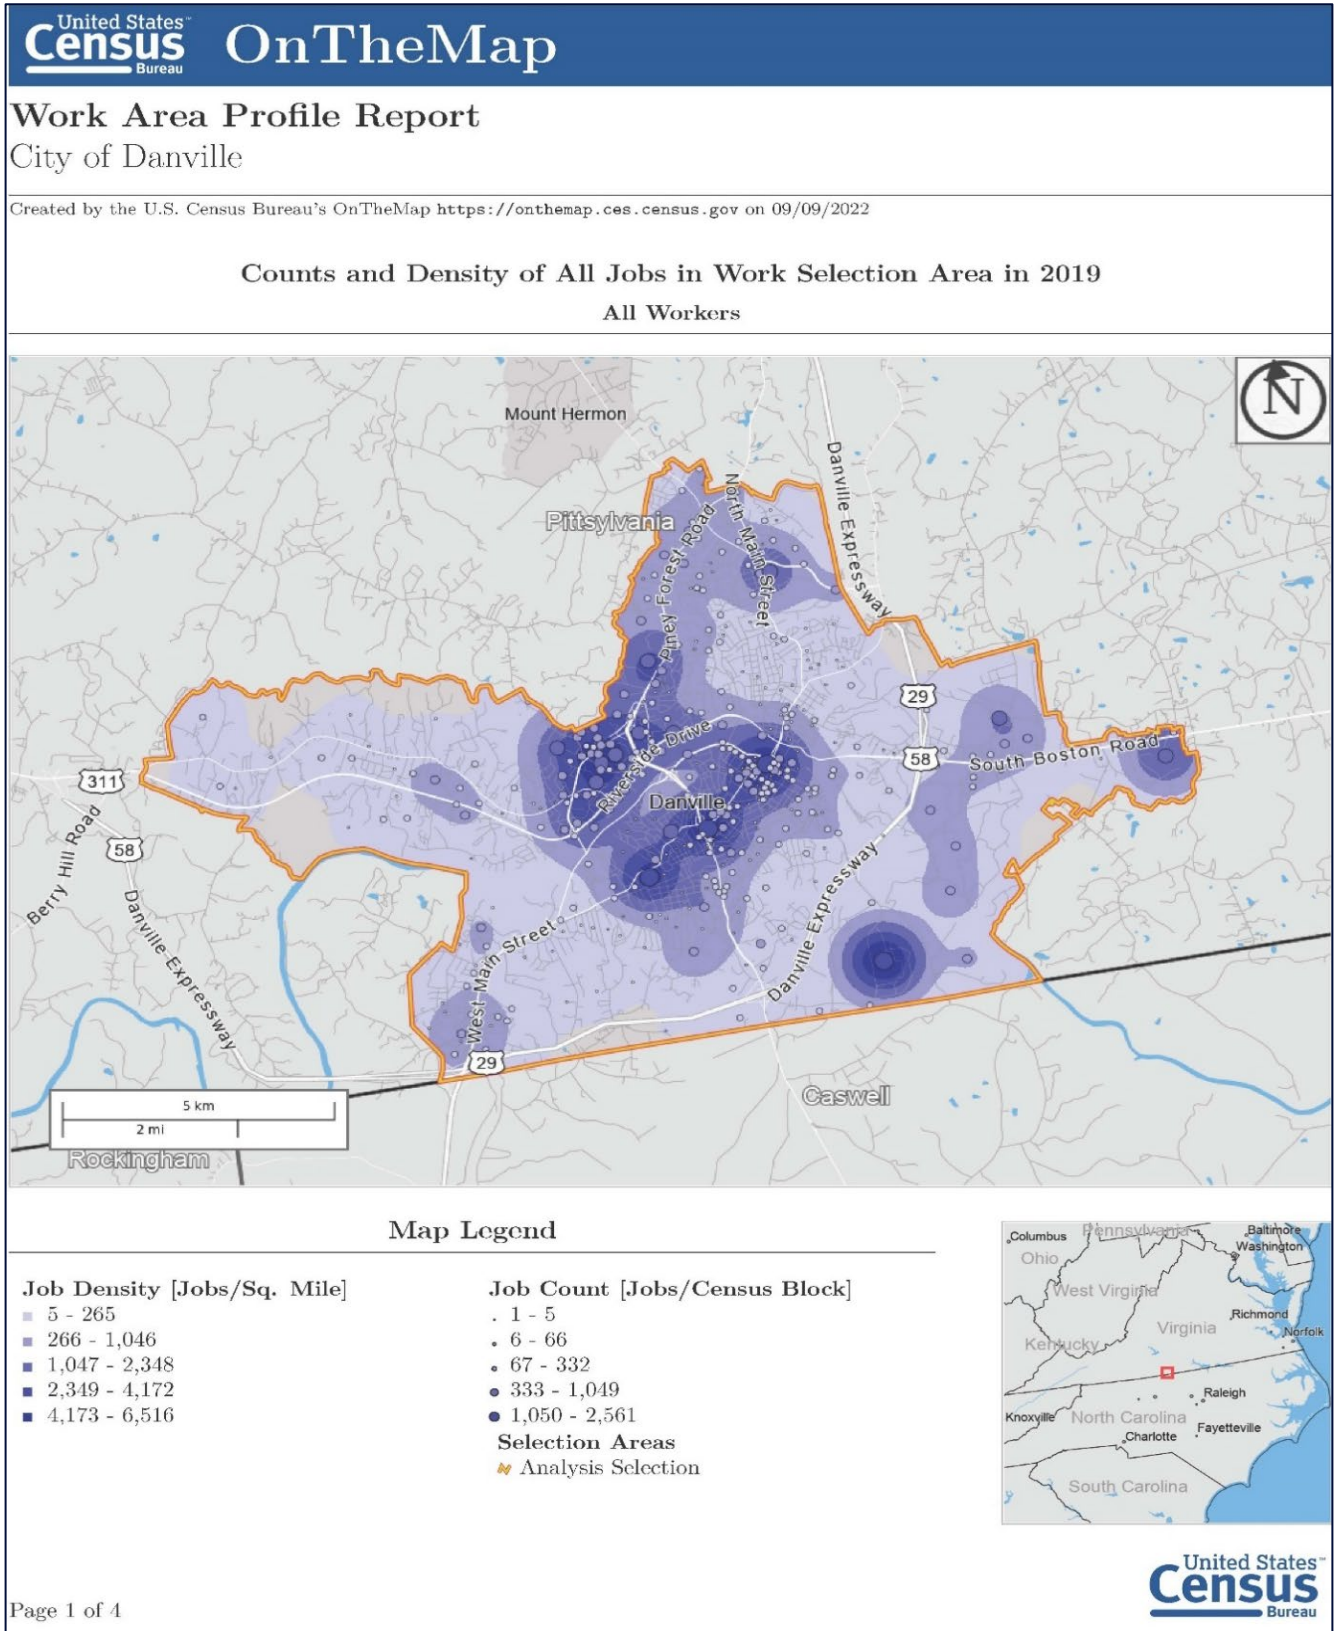 United States™
Census
Bureau
OnTheMap
Work Area Profile Report
City of Danville
Created by the U.S. Census Bureau's OnTheMap https://onthemap.ces.census.gov on 09/09/2022
Counts and Density of All Jobs in Work Selection Area in 2019
All Workers
N
Mount Hermon
Danville Expressway
North Main Street
Pittsylvania
Piney Forest Road
29
Riverside Drive
58
South Boston Road
311
Danville
Berry Hill Road
58
Danville Expressway
Danville Expressway
West Main Street
29
Caswell
5 km
2 mi
Rockingham
Map Legend
Job Density [Jobs/Sq. Mile]
5 - 265
266 - 1,046
1,047 - 2,348
2,349 - 4,172
4,173 - 6,516
Job Count [Jobs/Census Block]
1 - 5
6 - 66
67 - 332
333 - 1,049
1,050 - 2,561
Selection Areas
Analysis Selection
Pennsylvania
Baltimore
Columbus
Washington
Ohio
West Virginia
Richmond
Virginia
Norfolk
Kentucky
Raleigh
Knoxville
North Carolina
Fayetteville
Charlotte
South Carolina
United States™
Census
Bureau
Page 1 of 4